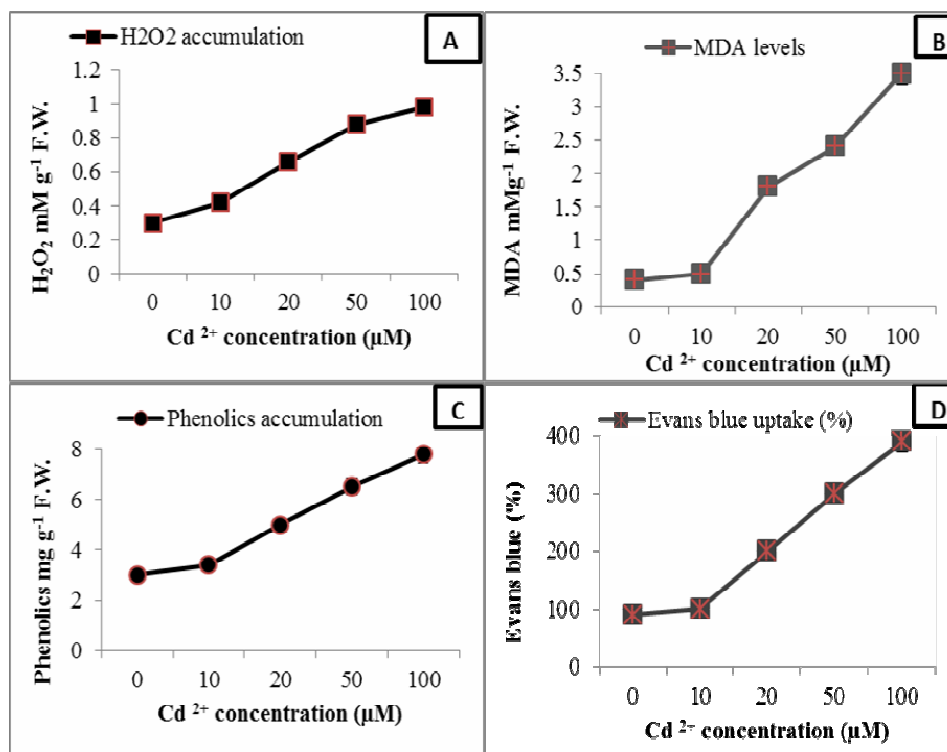 H2O2 accumulation
A
1.2
1
0.8
0.6
0.4
0.2
0
H₂O₂ mM g⁻¹ F.W.
0 10 20 50 100
Cd ²⁺ concentration (µM)
MDA levels
B
3.5
3
2.5
2
1.5
1
0.5
0
MDA mMg⁻¹ F.W.
0 10 20 50 100
Cd ²⁺ concentration (µM)
Phenolics accumulation
C
8
6
4
2
0
Phenolics mg g⁻¹ F.W.
0 10 20 50 100
Cd ²⁺ concentration (µM)
Evans blue uptake (%)
D
400
300
200
100
0
Evans blue (%)
0 10 20 50 100
Cd ²⁺ concentration (µM)